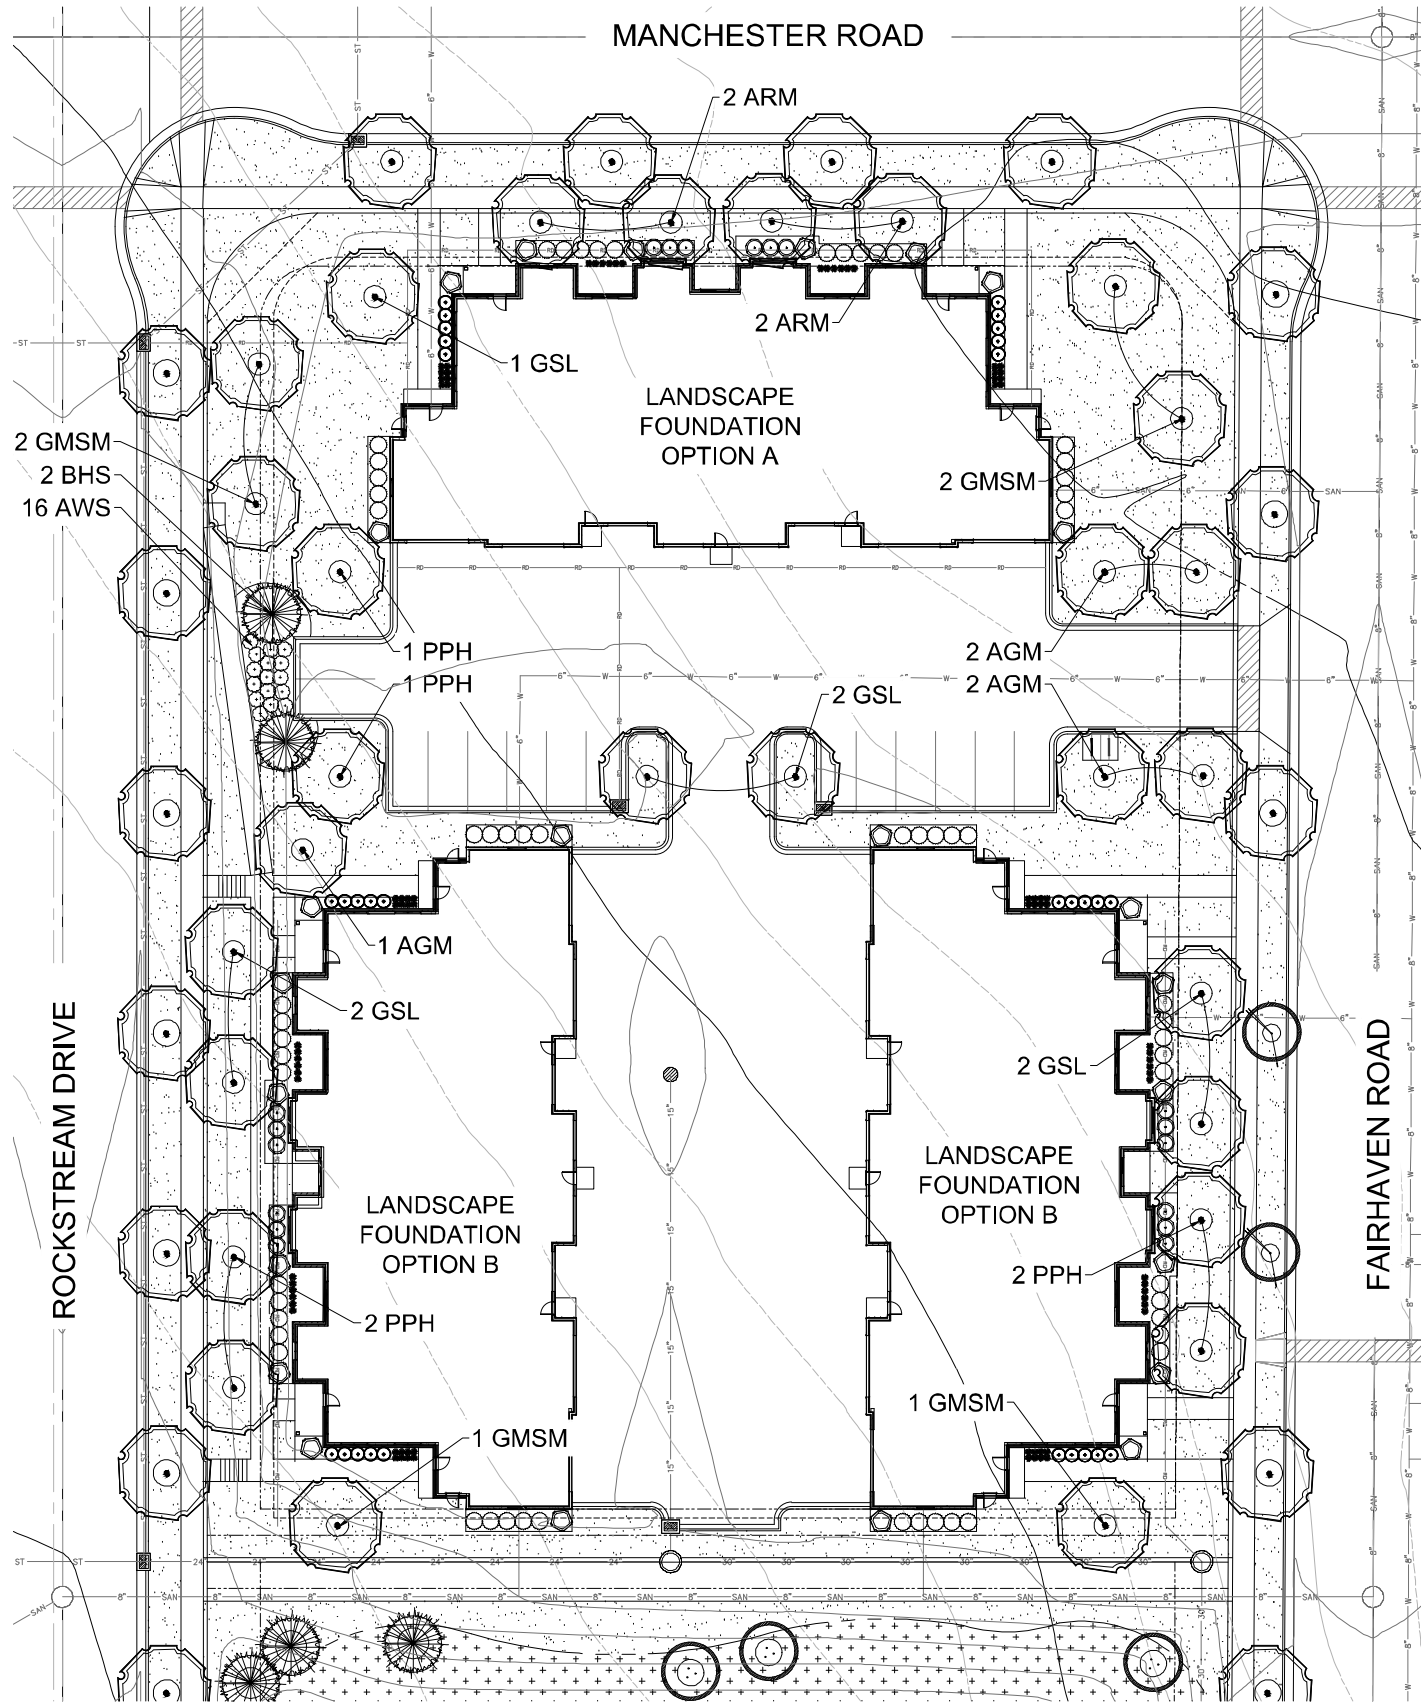 MANCHESTER ROAD
2 ARM
2 ARM
1 GSL
LANDSCAPE
FOUNDATION
OPTION A
2 GMSM
2 BHS
16 AWS
2 GMSM
1 PPH
1 PPH
2 AGM
2 AGM
2 GSL
1 AGM
2 GSL
2 GSL
ROCKSTREAM DRIVE
FAIRHAVEN ROAD
LANDSCAPE
FOUNDATION
OPTION B
LANDSCAPE
FOUNDATION
OPTION B
2 PPH
2 PPH
1 GMSM
1 GMSM